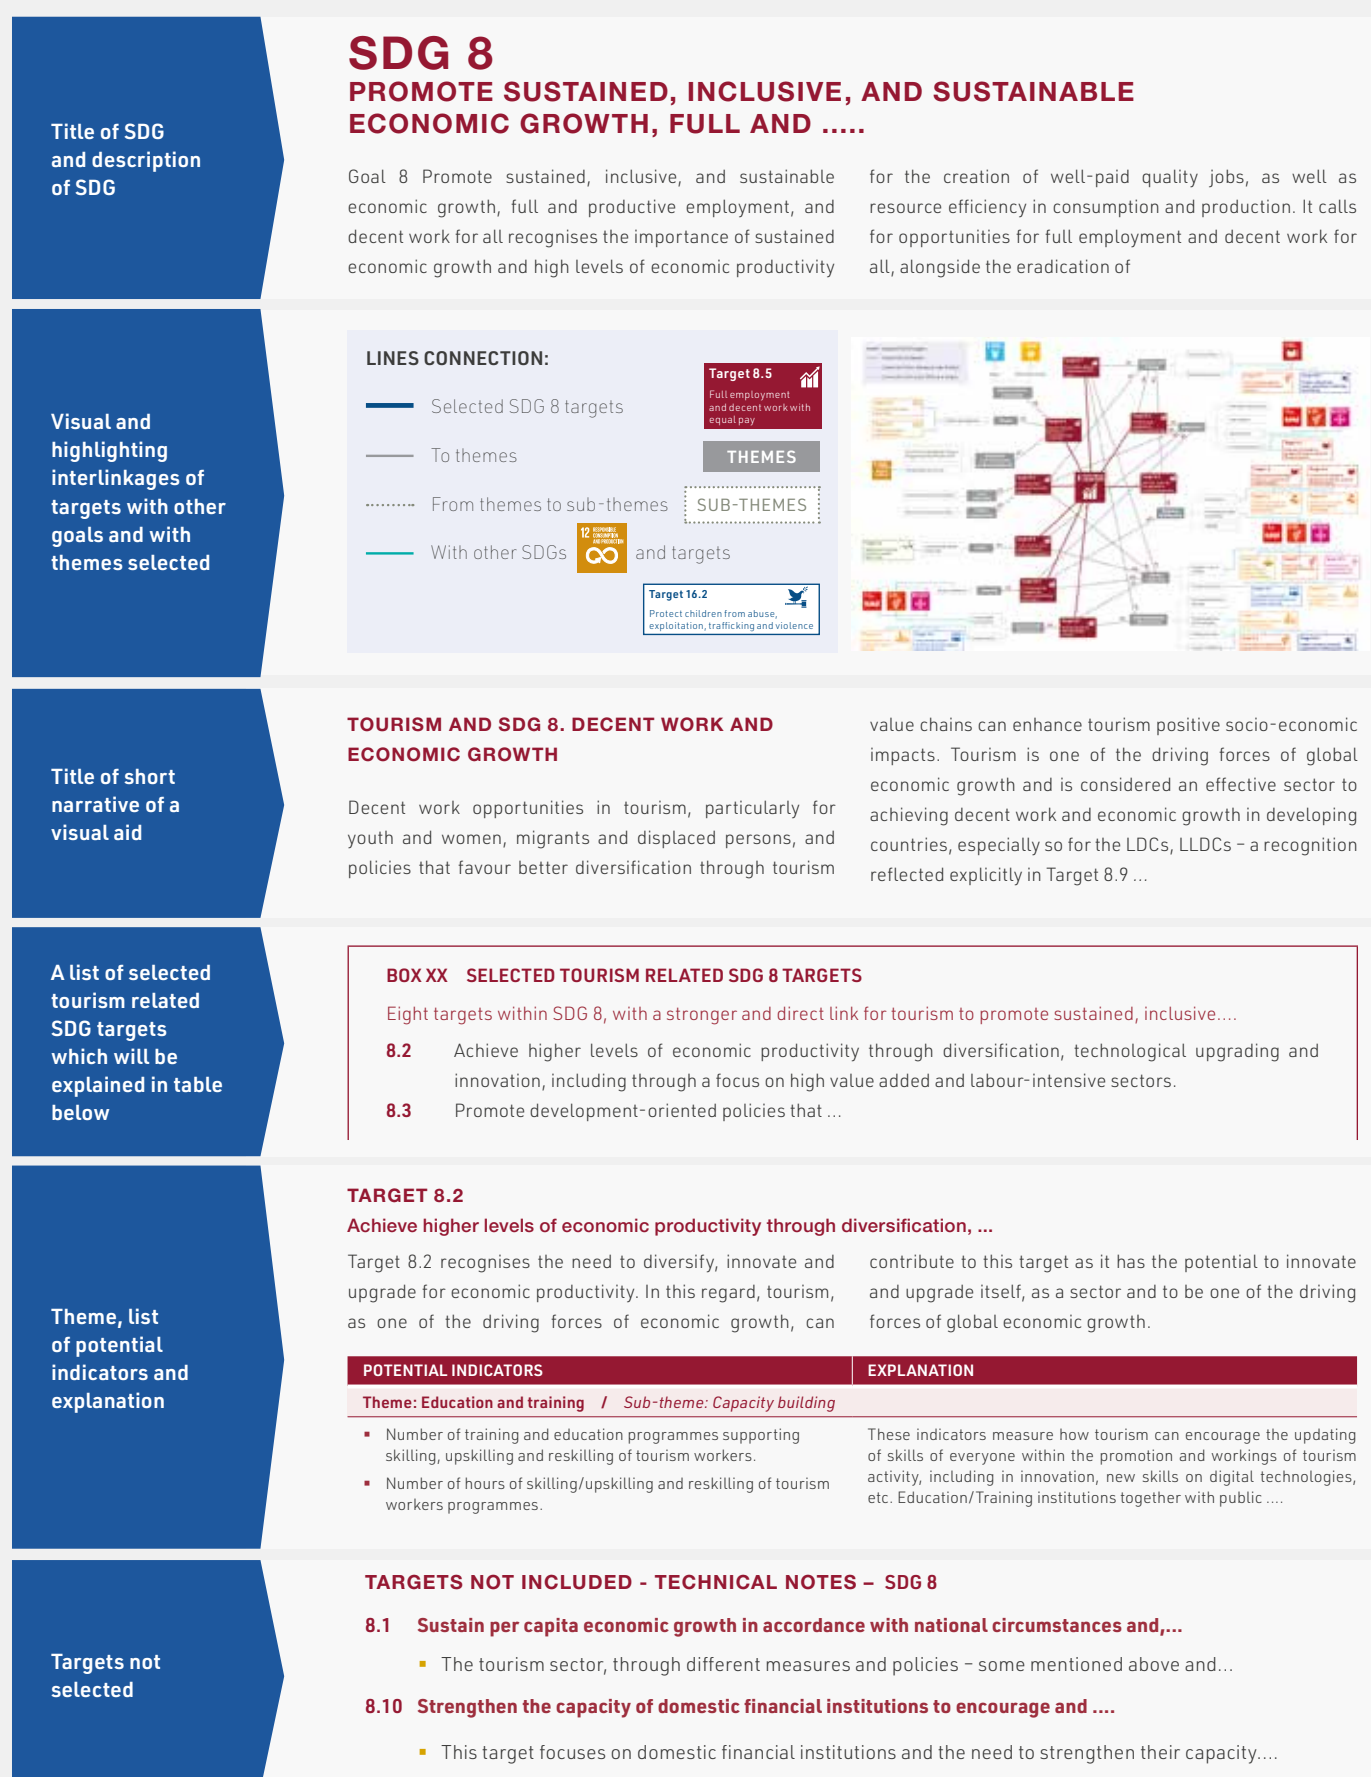 Title of SDG
and description
of SDG
SDG 8
PROMOTE SUSTAINED, INCLUSIVE, AND SUSTAINABLE
ECONOMIC GROWTH, FULL AND .....
Goal 8 Promote sustained, inclusive, and sustainable
economic growth, full and productive employment, and
decent work for all recognises the importance of sustained
economic growth and high levels of economic productivity
for the creation of well-paid quality jobs, as well as
resource efficiency in consumption and production. It calls
for opportunities for full employment and decent work for
all, alongside the eradication of
Visual and
highlighting
interlinkages of
targets with other
goals and with
themes selected
LINES CONNECTION:
Selected SDG 8 targets
Target 8.5
Full employment
and decent work with
equal pay
To themes
THEMES
From themes to sub-themes
SUB-THEMES
With other SDGs
12 RESPONSIBLE
CONSUMPTION
AND PRODUCTION
and targets
Target 16.2
Protect children from abuse,
exploitation, trafficking and violence
Title of short
narrative of a
visual aid
TOURISM AND SDG 8. DECENT WORK AND
ECONOMIC GROWTH
Decent work opportunities in tourism, particularly for
youth and women, migrants and displaced persons, and
policies that favour better diversification through tourism
value chains can enhance tourism positive socio-economic
impacts. Tourism is one of the driving forces of global
economic growth and is considered an effective sector to
achieving decent work and economic growth in developing
countries, especially so for the LDCs, LLDCs – a recognition
reflected explicitly in Target 8.9 ...
A list of selected
tourism related
SDG targets
which will be
explained in table
below
BOX XX SELECTED TOURISM RELATED SDG 8 TARGETS
Eight targets within SDG 8, with a stronger and direct link for tourism to promote sustained, inclusive....
8.2 Achieve higher levels of economic productivity through diversification, technological upgrading and
innovation, including through a focus on high value added and labour-intensive sectors.
8.3 Promote development-oriented policies that ...
Theme, list
of potential
indicators and
explanation
TARGET 8.2
Achieve higher levels of economic productivity through diversification, ...
Target 8.2 recognises the need to diversify, innovate and
upgrade for economic productivity. In this regard, tourism,
as one of the driving forces of economic growth, can
contribute to this target as it has the potential to innovate
and upgrade itself, as a sector and to be one of the driving
forces of global economic growth.
POTENTIAL INDICATORS
EXPLANATION
Theme: Education and training / Sub-theme: Capacity building
▪ Number of training and education programmes supporting
skilling, upskilling and reskilling of tourism workers.
▪ Number of hours of skilling/upskilling and reskilling of tourism
workers programmes.
These indicators measure how tourism can encourage the updating
of skills of everyone within the promotion and workings of tourism
activity, including in innovation, new skills on digital technologies,
etc. Education/Training institutions together with public ....
Targets not
selected
TARGETS NOT INCLUDED - TECHNICAL NOTES – SDG 8
8.1 Sustain per capita economic growth in accordance with national circumstances and,...
▪ The tourism sector, through different measures and policies – some mentioned above and...
8.10 Strengthen the capacity of domestic financial institutions to encourage and ....
▪ This target focuses on domestic financial institutions and the need to strengthen their capacity....